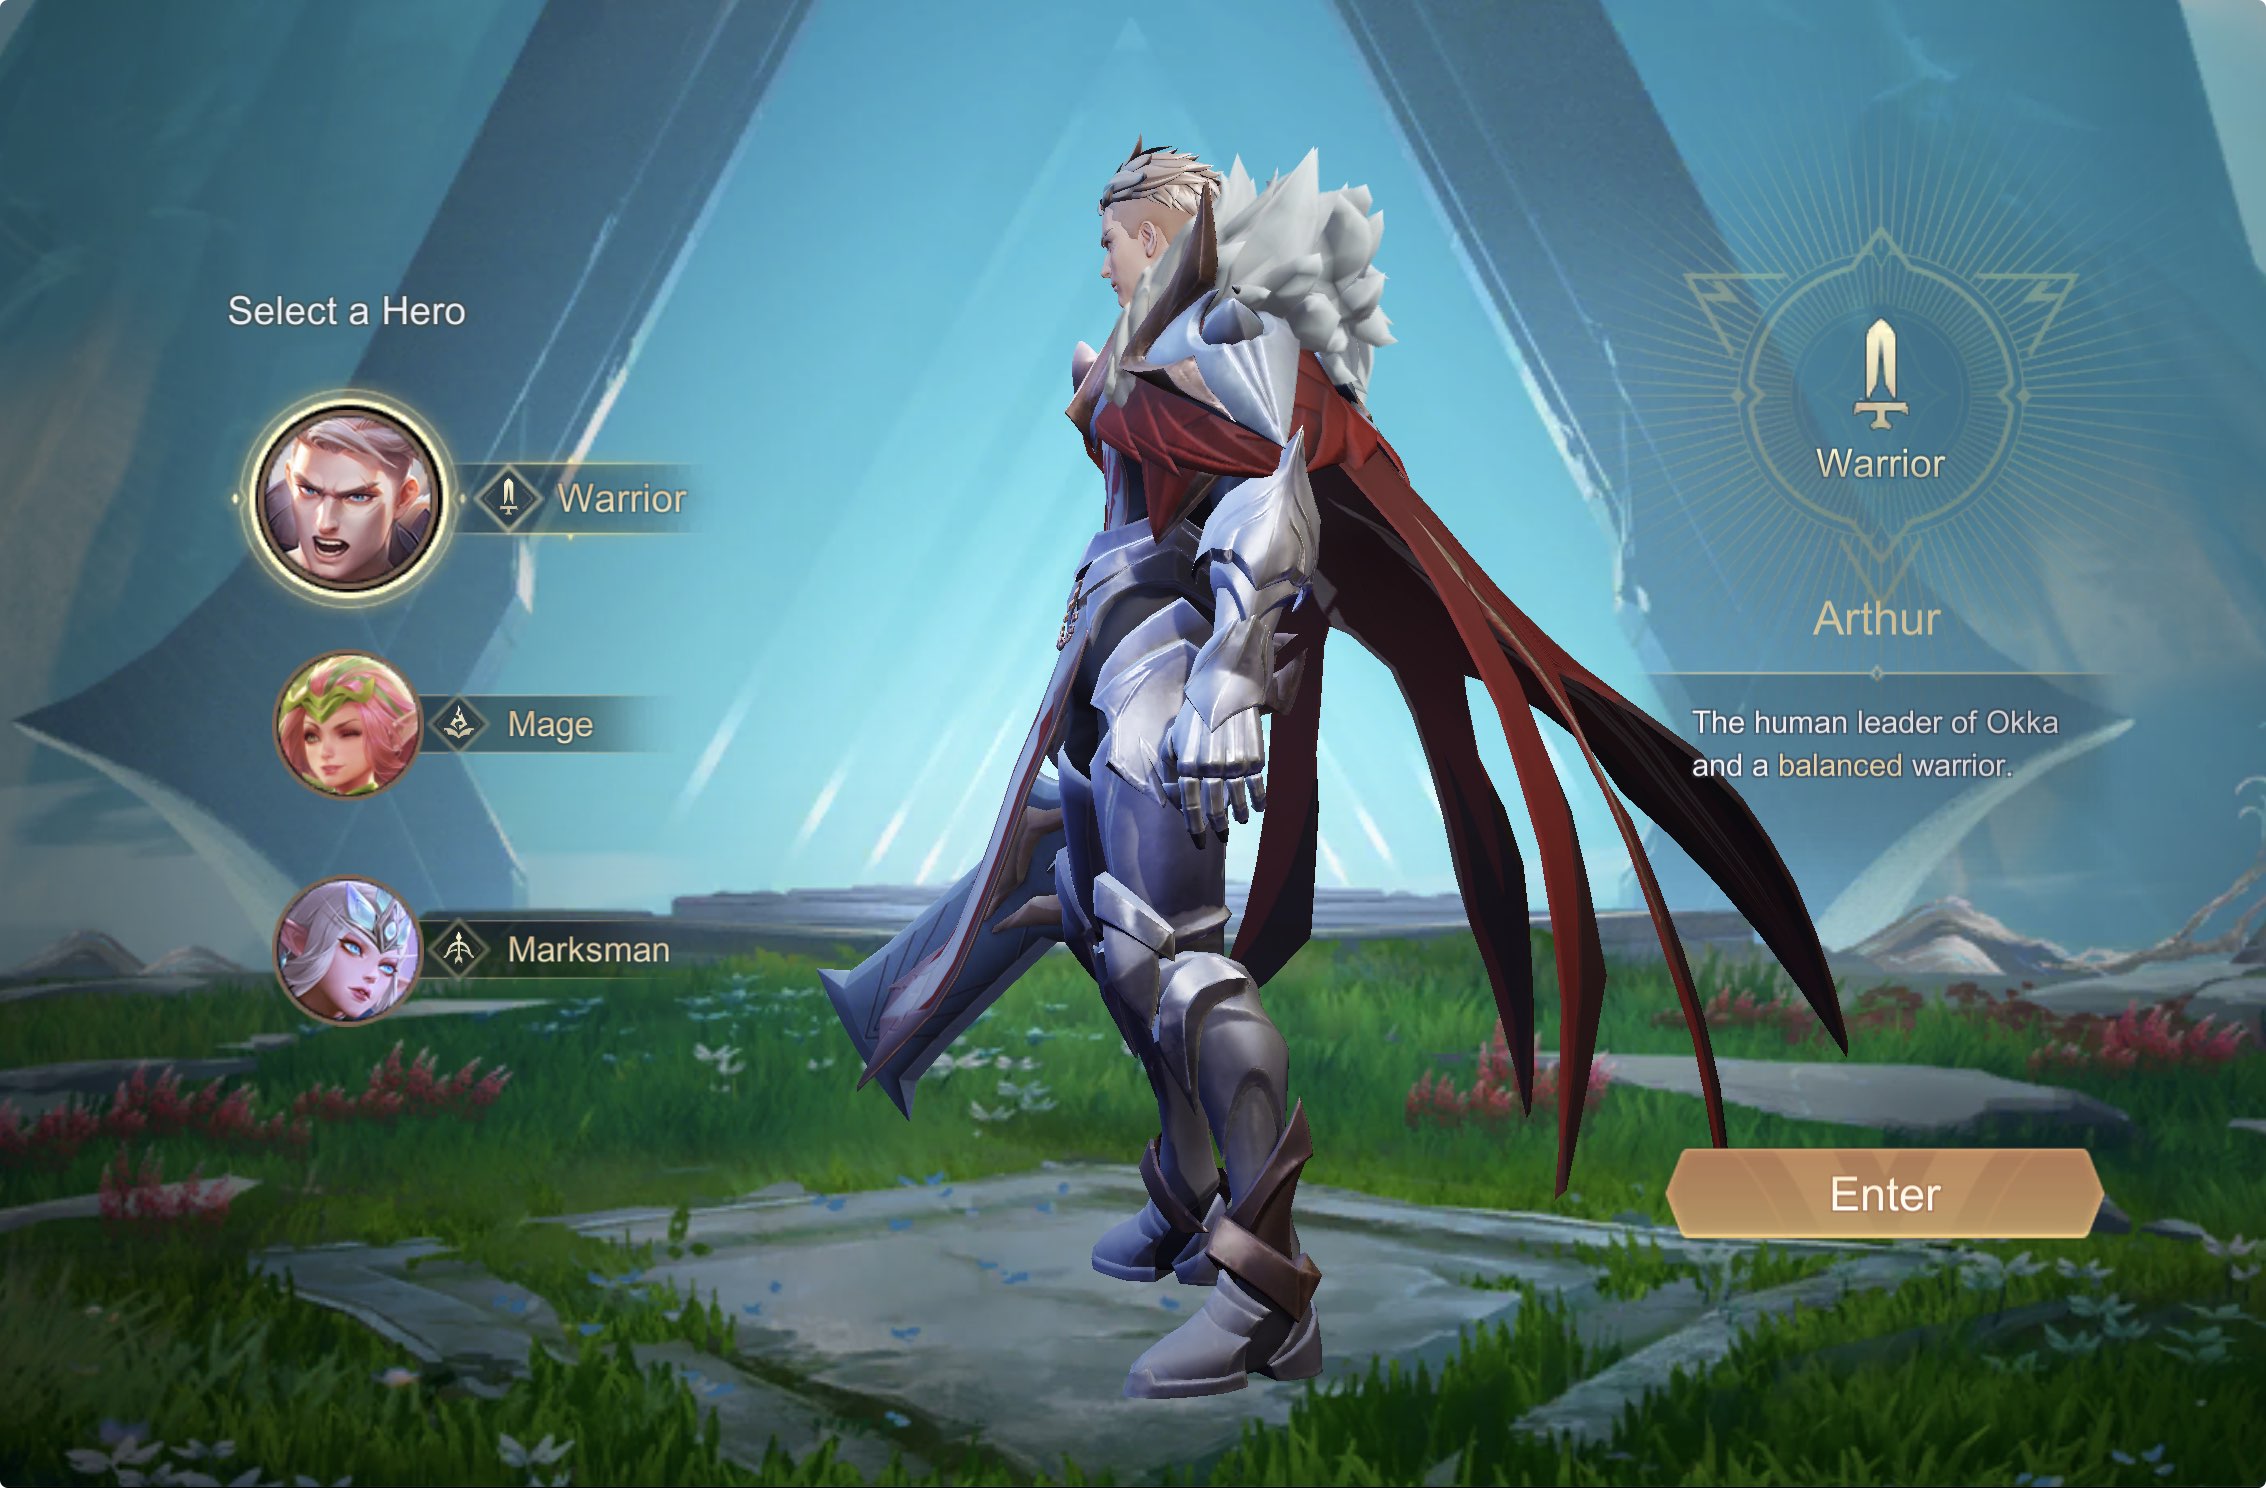 Select a Hero
Warrior
Mage
Marksman
Warrior
Arthur
The human leader of Okka
and a balanced warrior.
Enter